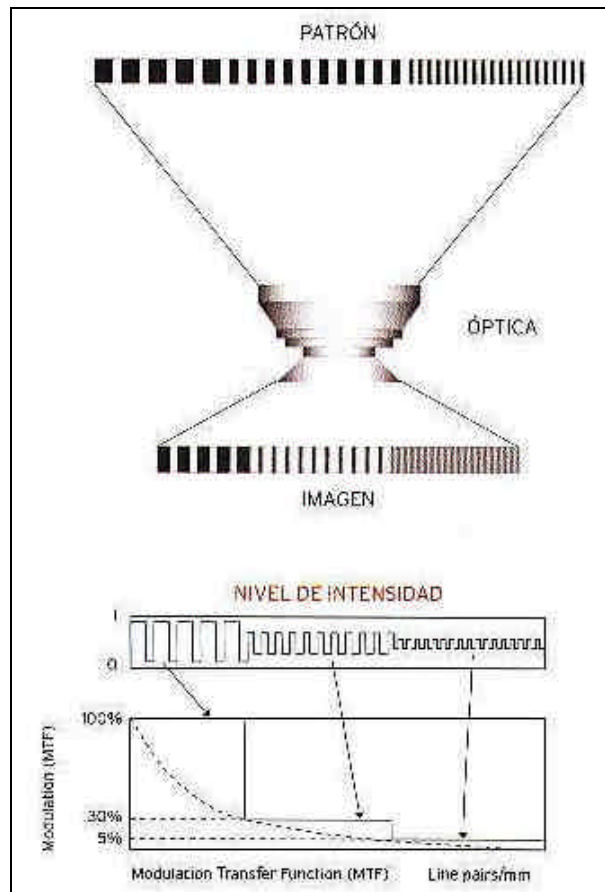 PATRÓN
ÓPTICA
IMAGEN
NIVEL DE INTENSIDAD
1
0
100%
30%
5%
Modulation (MTF)
Modulation Transfer Function (MTF) Line pairs/mm